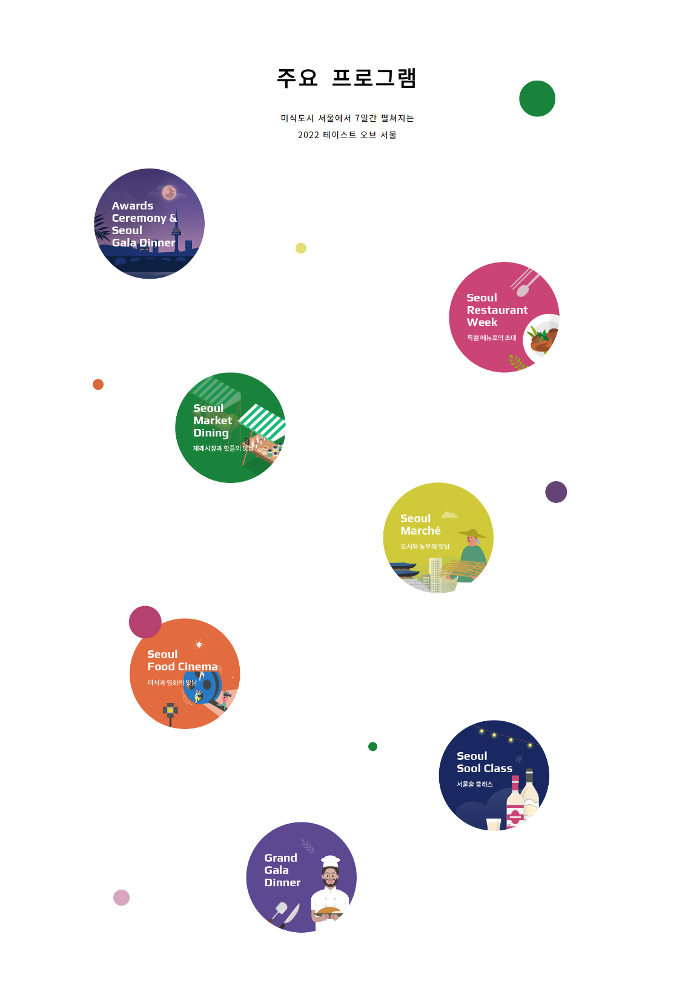 주요 프로그램
미식도시 서울에서 7일간 펼쳐지는
2022 테이스트 오브 서울
Awards
Ceremony &
Seoul
Gala Dinner
Seoul
Restaurant
Week
특별 메뉴로의 초대
Seoul
Market
Dining
재래시장과 핫플의 맛남
Seoul
Marché
도시와 농부의 맛남
Seoul
Food Cinema
미식과 영화의 맛남
Seoul
Sool Class
서울술 클래스
Grand
Gala
Dinner